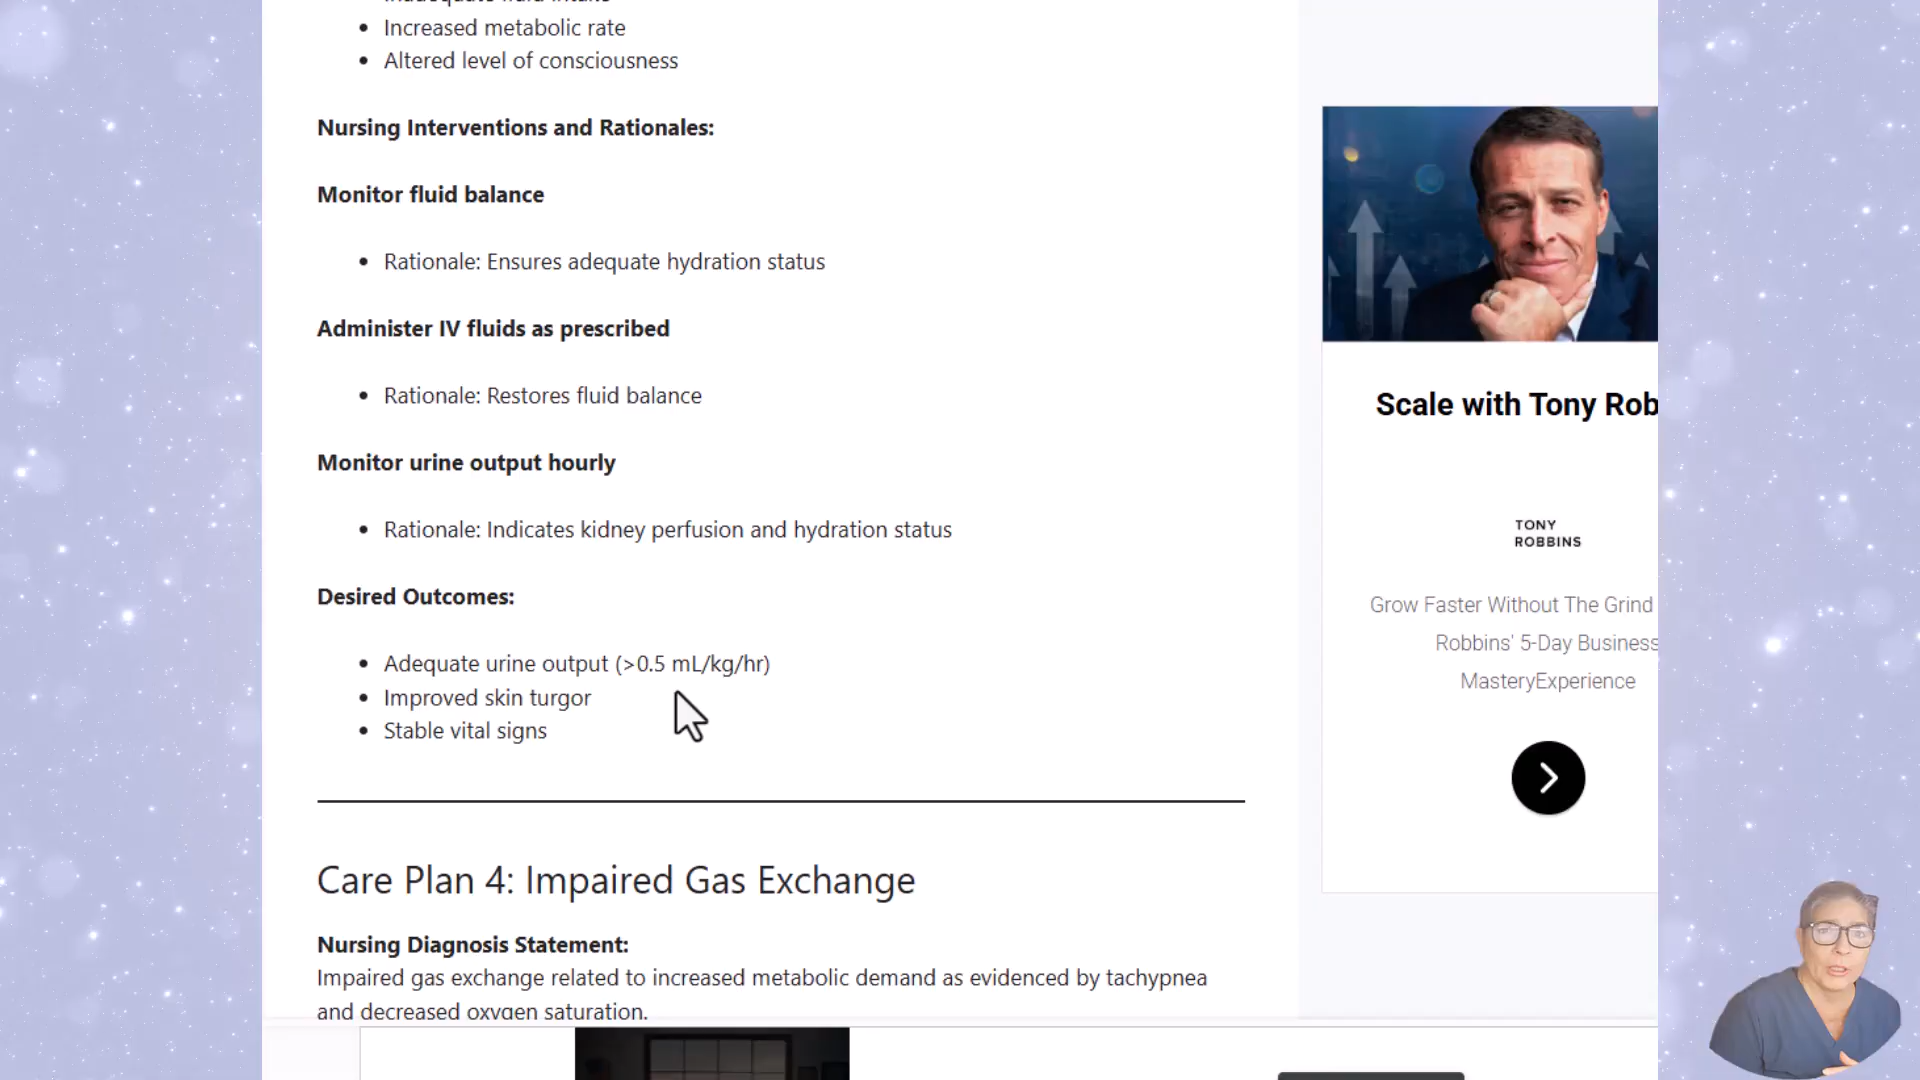 Increased metabolic rate
Altered level of consciousness
Nursing Interventions and Rationales:
Monitor fluid balance
Rationale: Ensures adequate hydration status
Administer IV fluids as prescribed
Rationale: Restores fluid balance
Monitor urine output hourly
Rationale: Indicates kidney perfusion and hydration status
Desired Outcomes:
Adequate urine output (>0.5 mL/kg/hr)
Improved skin turgor
Stable vital signs
Care Plan 4: Impaired Gas Exchange
Nursing Diagnosis Statement:
Impaired gas exchange related to increased metabolic demand as evidenced by tachypnea
and decreased oxygen saturation.
Scale with Tony Rob
TONY
ROBBINS
Grow Faster Without The Grind
Robbins' 5-Day Business
MasteryExperience